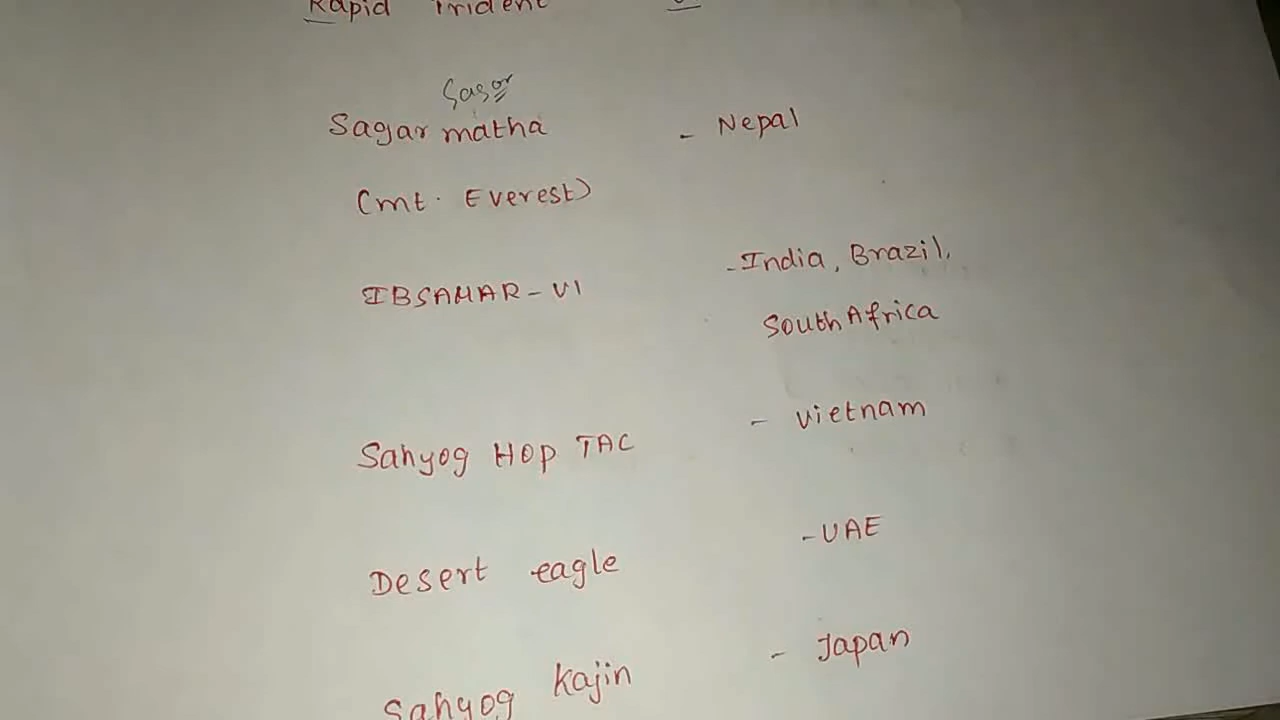 Rapid Trident
Sagor
Sagar matha - Nepal
(mt. Everest)
IBSAMAR-VI - India, Brazil,
South Africa
Sahyog HOP TAC - Vietnam
Desert eagle - UAE
Sahyog Kajin - Japan